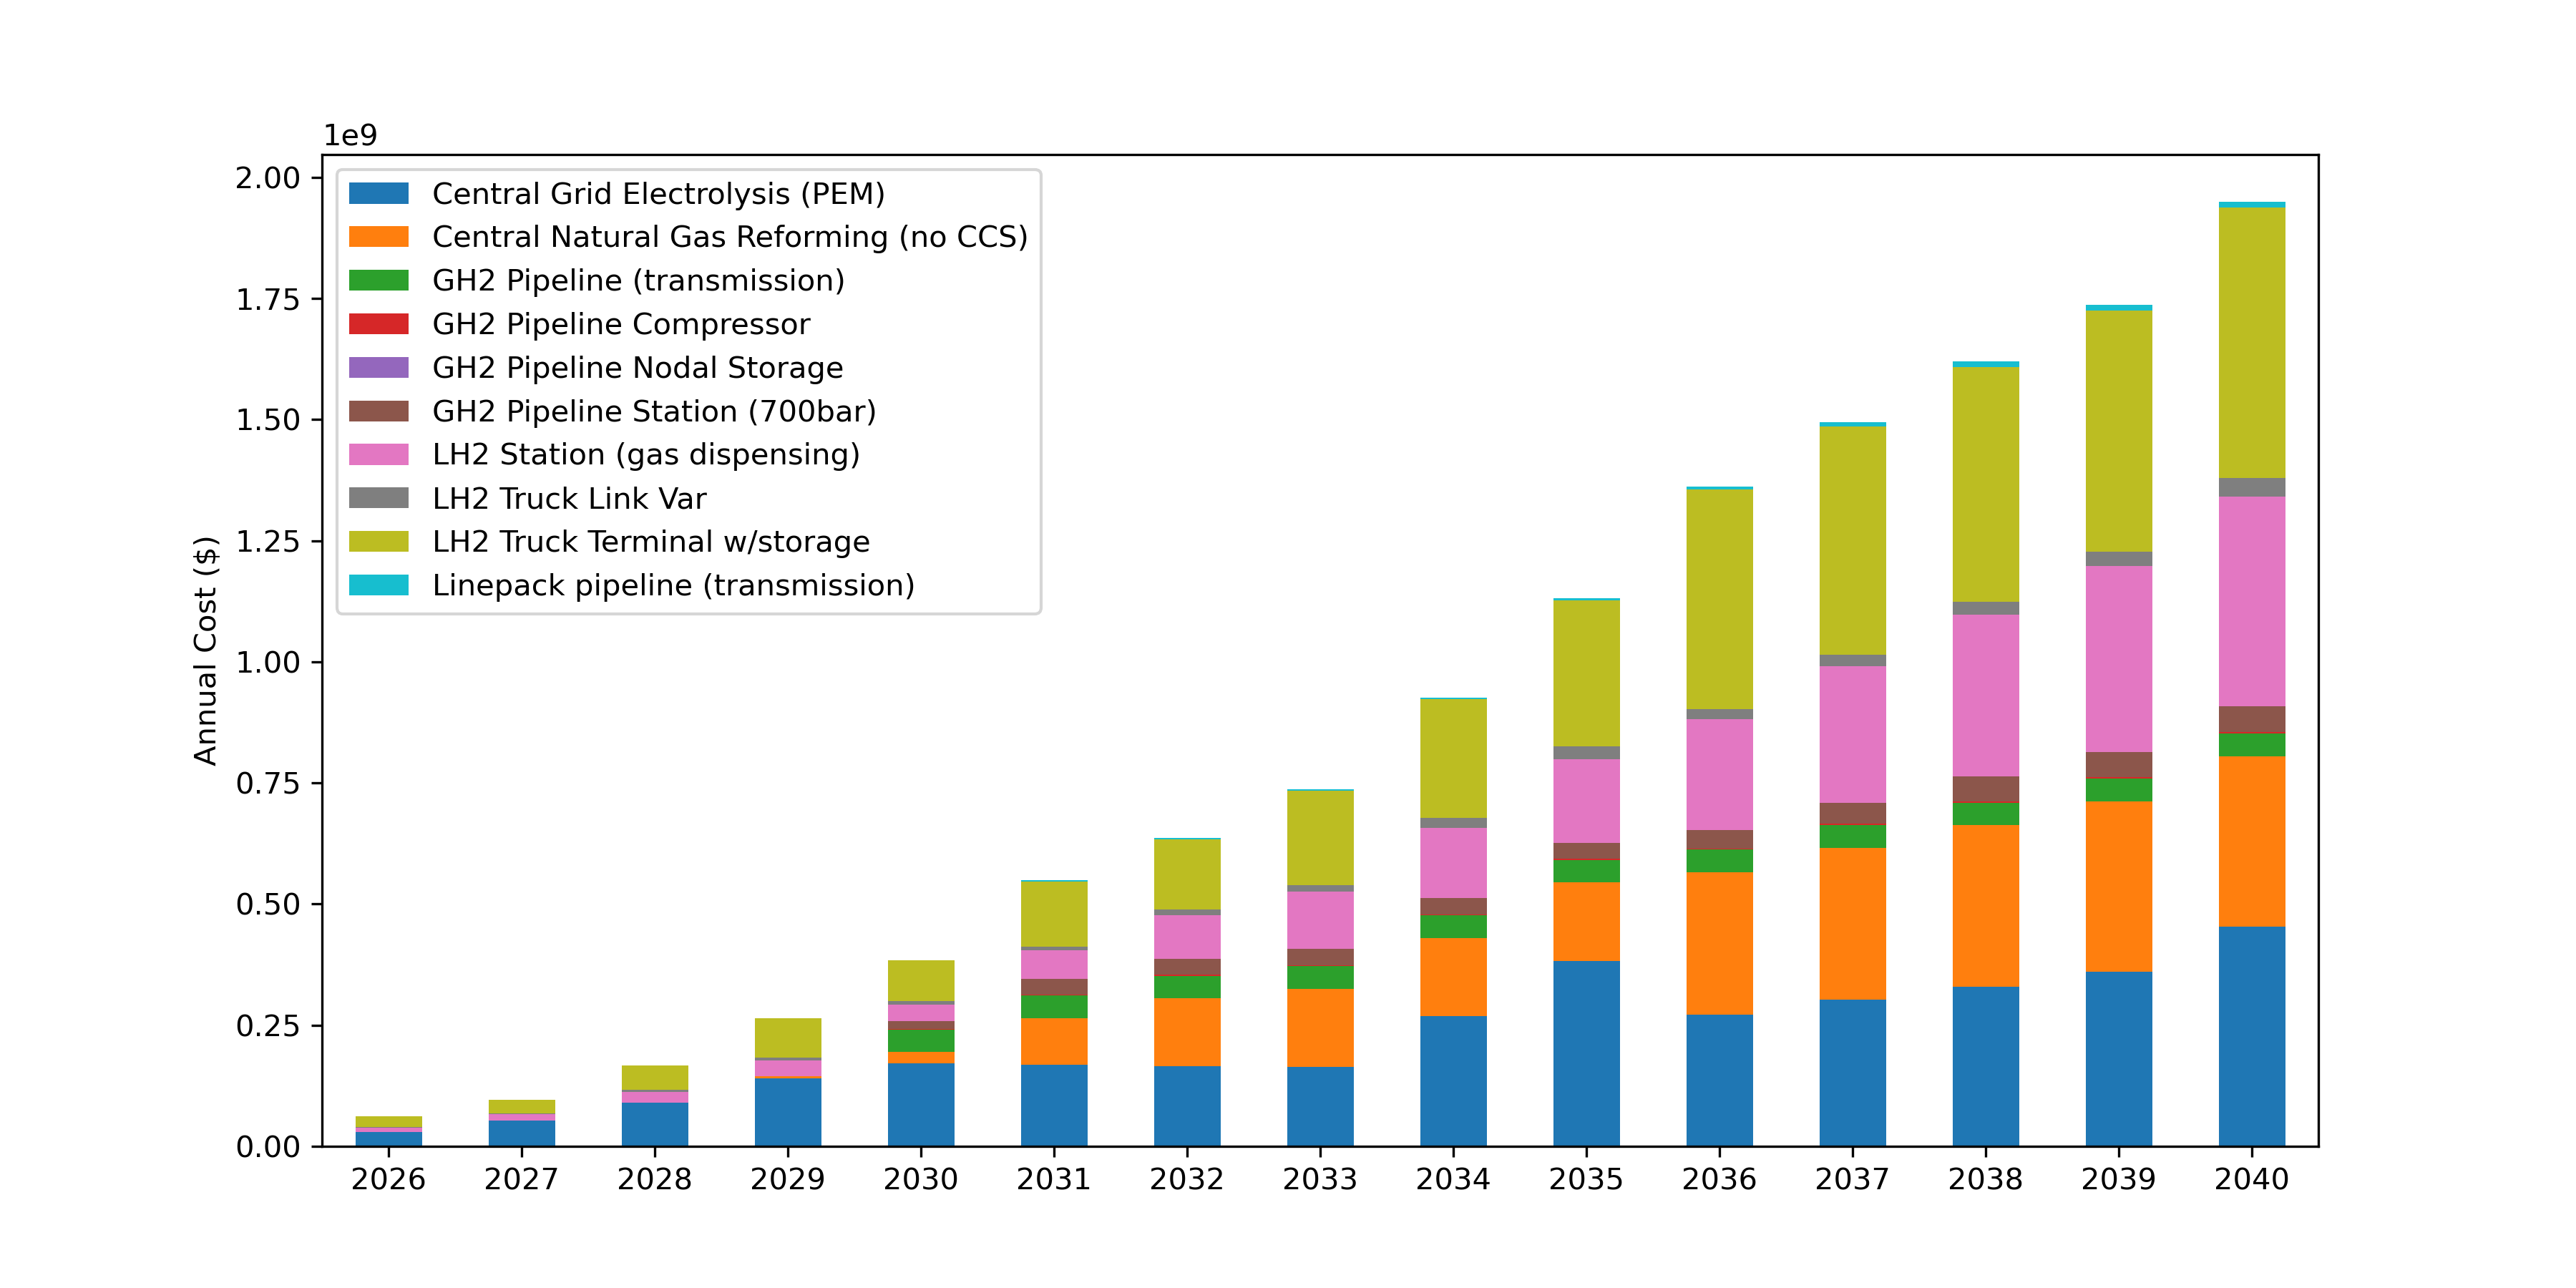 1e9
2.00
1.75
1.50
1.25
1.00
0.75
0.50
0.25
0.00
Annual Cost ($)
Central Grid Electrolysis (PEM)
Central Natural Gas Reforming (no CCS)
GH2 Pipeline (transmission)
GH2 Pipeline Compressor
GH2 Pipeline Nodal Storage
GH2 Pipeline Station (700bar)
LH2 Station (gas dispensing)
LH2 Truck Link Var
LH2 Truck Terminal w/storage
Linepack pipeline (transmission)
2026 2027 2028 2029 2030 2031 2032 2033 2034 2035 2036 2037 2038 2039 2040